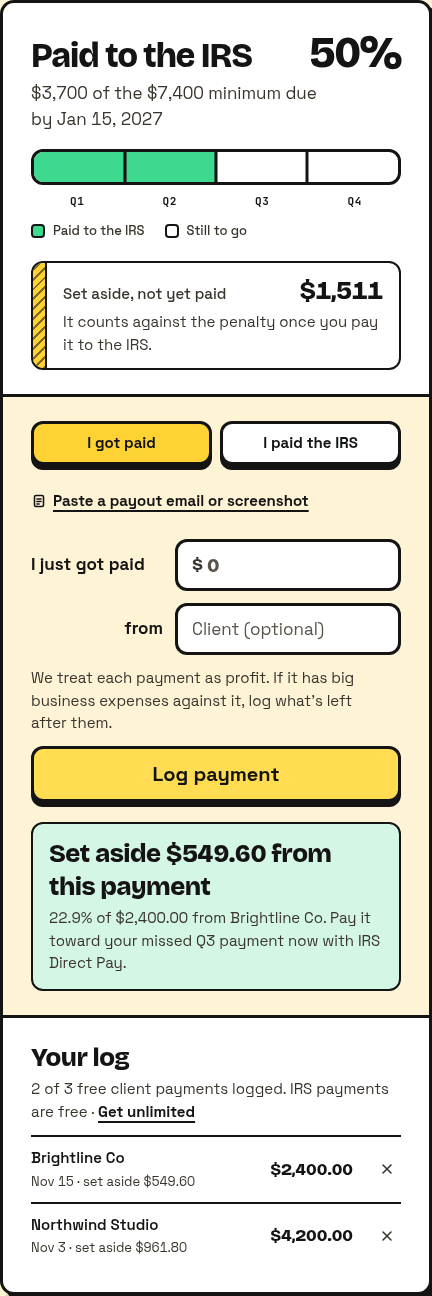 Paid to the IRS 50%
$3,700 of the $7,400 minimum due
by Jan 15, 2027
Q1 Q2 Q3 Q4
Paid to the IRS Still to go
Set aside, not yet paid $1,511
It counts against the penalty once you pay
it to the IRS.
I got paid I paid the IRS
Paste a payout email or screenshot
I just got paid $ 0
from Client (optional)
We treat each payment as profit. If it has big
business expenses against it, log what's left
after them.
Log payment
Set aside $549.60 from
this payment
22.9% of $2,400.00 from Brightline Co. Pay it
toward your missed Q3 payment now with IRS
Direct Pay.
Your log
2 of 3 free client payments logged. IRS payments
are free · Get unlimited
Brightline Co
Nov 15 · set aside $549.60 $2,400.00 ×
Northwind Studio
Nov 3 · set aside $961.80 $4,200.00 ×